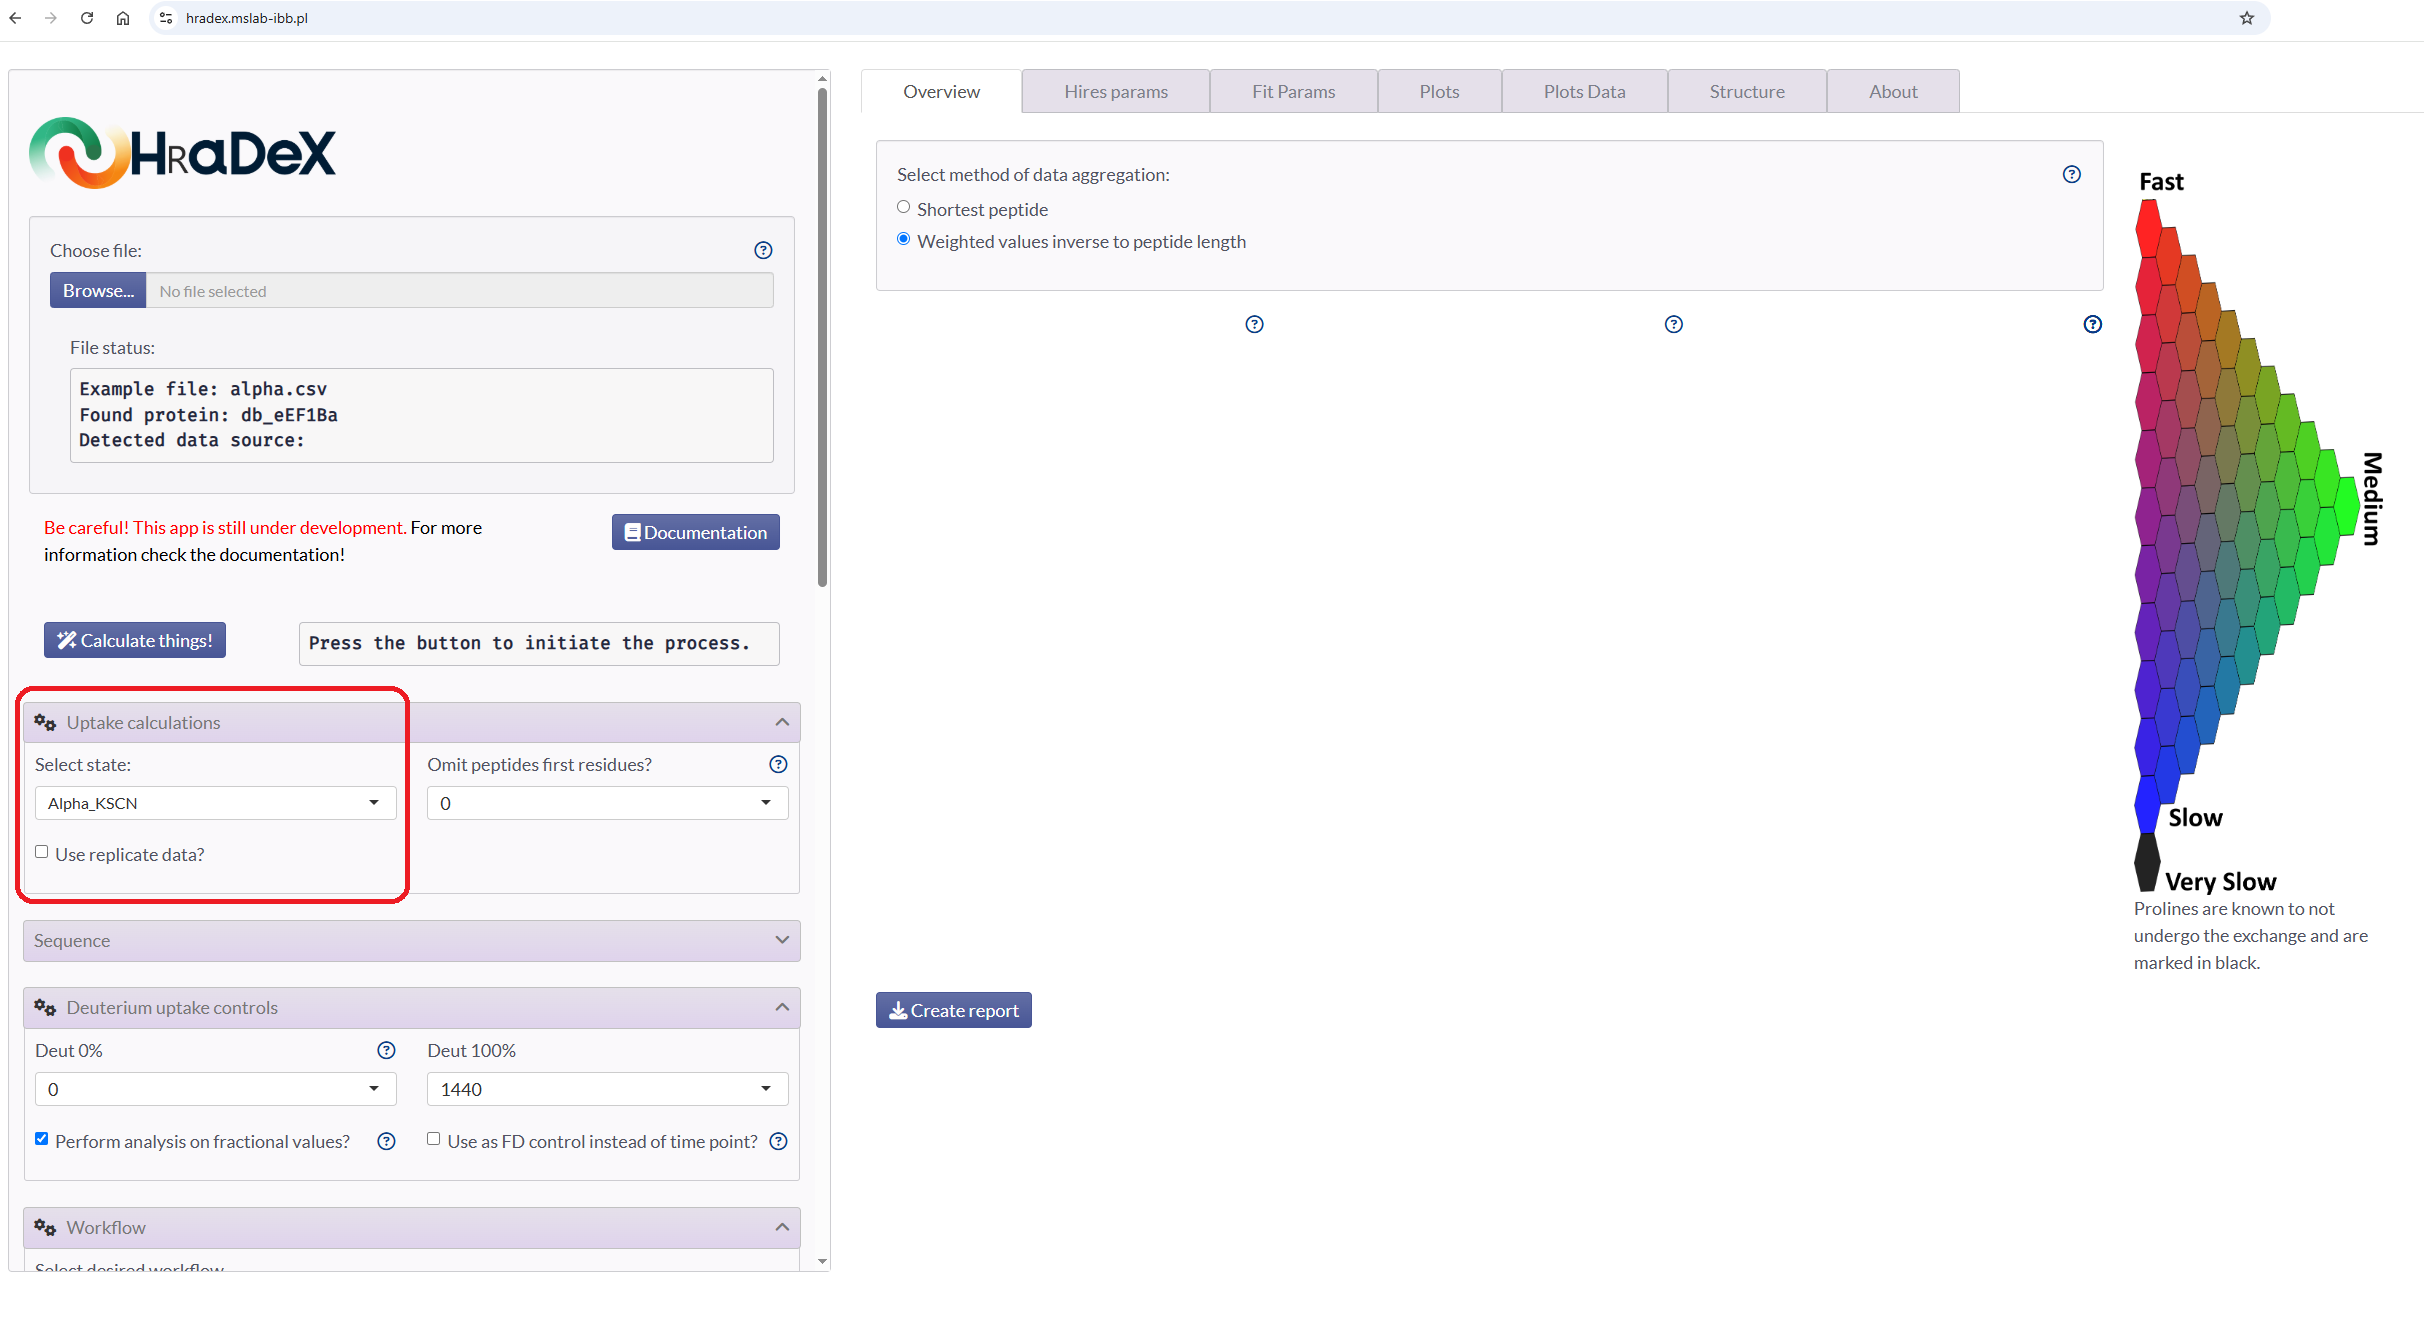 hradex.mslab-ibb.pl
HRaDeX
Choose file:
Browse...
No file selected
File status:
Example file: alpha.csv
Found protein: db_eEF1Ba
Detected data source:
Be careful! This app is still under development. For more
information check the documentation!
Documentation
Calculate things!
Press the button to initiate the process.
Uptake calculations
Select state:
Omit peptides first residues?
Alpha_KSCN
0
Use replicate data?
Sequence
Deuterium uptake controls
Deut 0%
Deut 100%
0
1440
Perform analysis on fractional values?
Use as FD control instead of time point?
Workflow
Select desired workflow
Overview
Hires params
Fit Params
Plots
Plots Data
Structure
About
Select method of data aggregation:
Shortest peptide
Weighted values inverse to peptide length
Create report
Fast
Medium
Slow
Very Slow
Prolines are known to not
undergo the exchange and are
marked in black.